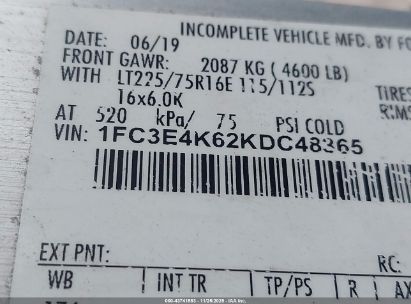 INCOMPLETE VEHICLE MFD. BY FO
DATE: 06/19
FRONT GAWR: 2087 KG ( 4600 LB)
WITH LT225/75R16E 115/112S TIRES
16x6.0K RIMS
AT 520 kPa/ 75 PSI COLD
VIN: 1FC3E4K62KDC48365
EXT PNT: RC:
WB INT TR TP/PS R AX